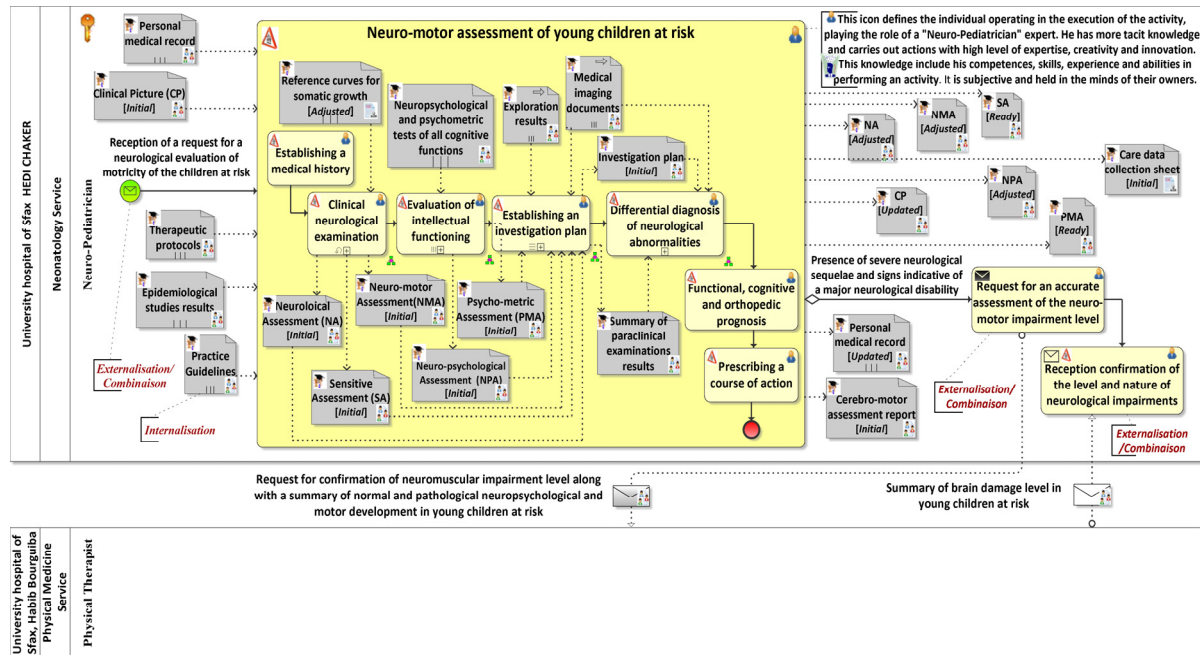 University hospital of Sfax HEDI CHAKER
Neonatology Service
Neuro-Pediatrician
Personal
medical record
Clinical Picture (CP)
[Initial]
Reception of a request for a
neurological evaluation of
motricity of the children at risk
Therapeutic
protocols
Epidemiological
studies results
Practice
Guidelines
Externalisation/
Combinaison
Internalisation
Neuro-motor assessment of young children at risk
Reference curves for
somatic growth
[Adjusted]
Neuropsychological
and psychometric
tests of all cognitive
functions
Exploration
results
Medical
imaging
documents
Investigation plan
[Initial]
Establishing a
medical history
Clinical
neurological
examination
Evaluation of
intellectual
functioning
Establishing an
investigation plan
Differential diagnosis
of neurological
abnormalities
Neuroloical
Assessment (NA)
[Initial]
Neuro-motor
Assessment(NMA)
[Initial]
Psycho-metric
Assessment (PMA)
[Initial]
Sensitive
Assessment (SA)
[Initial]
Neuro-psychological
Assessment (NPA)
[Initial]
Summary of
paraclinical
examinations
results
Functional, cognitive
and orthopedic
prognosis
Prescribing a
course of action
This icon defines the individual operating in the execution of the activity,
playing the role of a "Neuro-Pediatrician" expert. He has more tacit knowledge
and carries out actions with high level of expertise, creativity and innovation.
This knowledge include his competences, skills, experience and abilities in
performing an activity. It is subjective and held in the minds of their owners.
NA
[Adjusted]
NMA
[Adjusted]
SA
[Ready]
Care data
collection sheet
[Initial]
NPA
[Adjusted]
CP
[Updated]
PMA
[Ready]
Presence of severe neurological
sequelae and signs indicative of
a major neurological disability
Request for an accurate
assessment of the neuro-
motor impairment level
Personal
medical record
[Updated]
Cerebro-motor
assessment report
[Initial]
Externalisation/
Combinaison
Reception confirmation of
the level and nature of
neurological impairments
Externalisation
/Combinaison
Request for confirmation of neuromuscular impairment level along
with a summary of normal and pathological neuropsychological and
motor development in young children at risk
Summary of brain damage level in
young children at risk
University hospital of
Sfax, Habib Bourguiba
Physical Medicine
Service
Physical Therapist